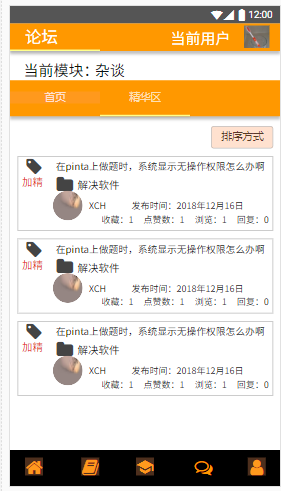 12:00
论坛 当前用户
当前模块：杂谈
首页 精华区
排序方式
在pinta上做题时，系统显示无操作权限怎么办啊
加精 解决软件
XCH 发布时间：2018年12月16日
收藏：1 点赞数：1 浏览：1 回复：0
在pinta上做题时，系统显示无操作权限怎么办啊
加精 解决软件
XCH 发布时间：2018年12月16日
收藏：1 点赞数：1 浏览：1 回复：0
在pinta上做题时，系统显示无操作权限怎么办啊
加精 解决软件
XCH 发布时间：2018年12月16日
收藏：1 点赞数：1 浏览：1 回复：0